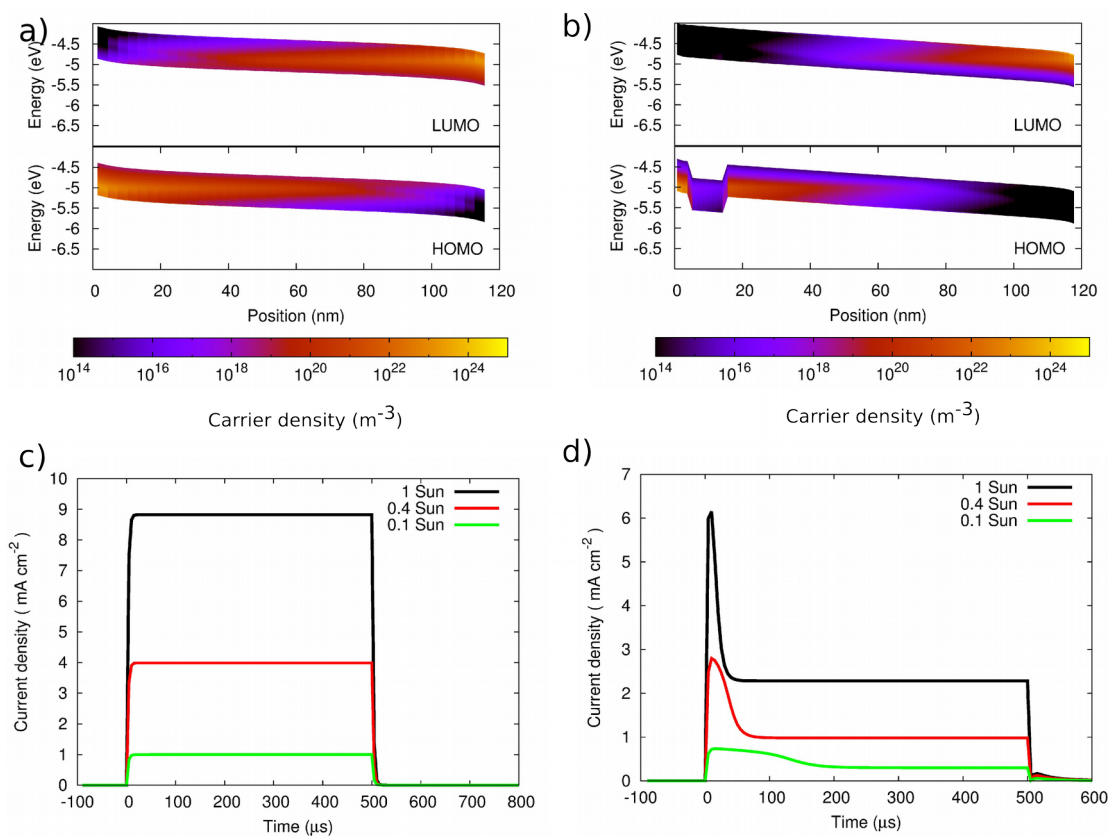 a)
Energy (eV)
-4.5
-5
-5.5
-6
-6.5
LUMO
Energy (eV)
-4.5
-5
-5.5
-6
-6.5
HOMO
0 20 40 60 80 100 120
Position (nm)
10^14 10^16 10^18 10^20 10^22 10^24
Carrier density (m^-3)
b)
Energy (eV)
-4.5
-5
-5.5
-6
-6.5
LUMO
Energy (eV)
-4.5
-5
-5.5
-6
-6.5
HOMO
0 20 40 60 80 100 120
Position (nm)
10^14 10^16 10^18 10^20 10^22 10^24
Carrier density (m^-3)
c)
Current density ( mA cm^-2)
10
9
8
7
6
5
4
3
2
1
0
1 Sun
0.4 Sun
0.1 Sun
-100 0 100 200 300 400 500 600 700 800
Time (μs)
d)
Current density ( mA cm^-2)
7
6
5
4
3
2
1
0
1 Sun
0.4 Sun
0.1 Sun
-100 0 100 200 300 400 500 600
Time (μs)